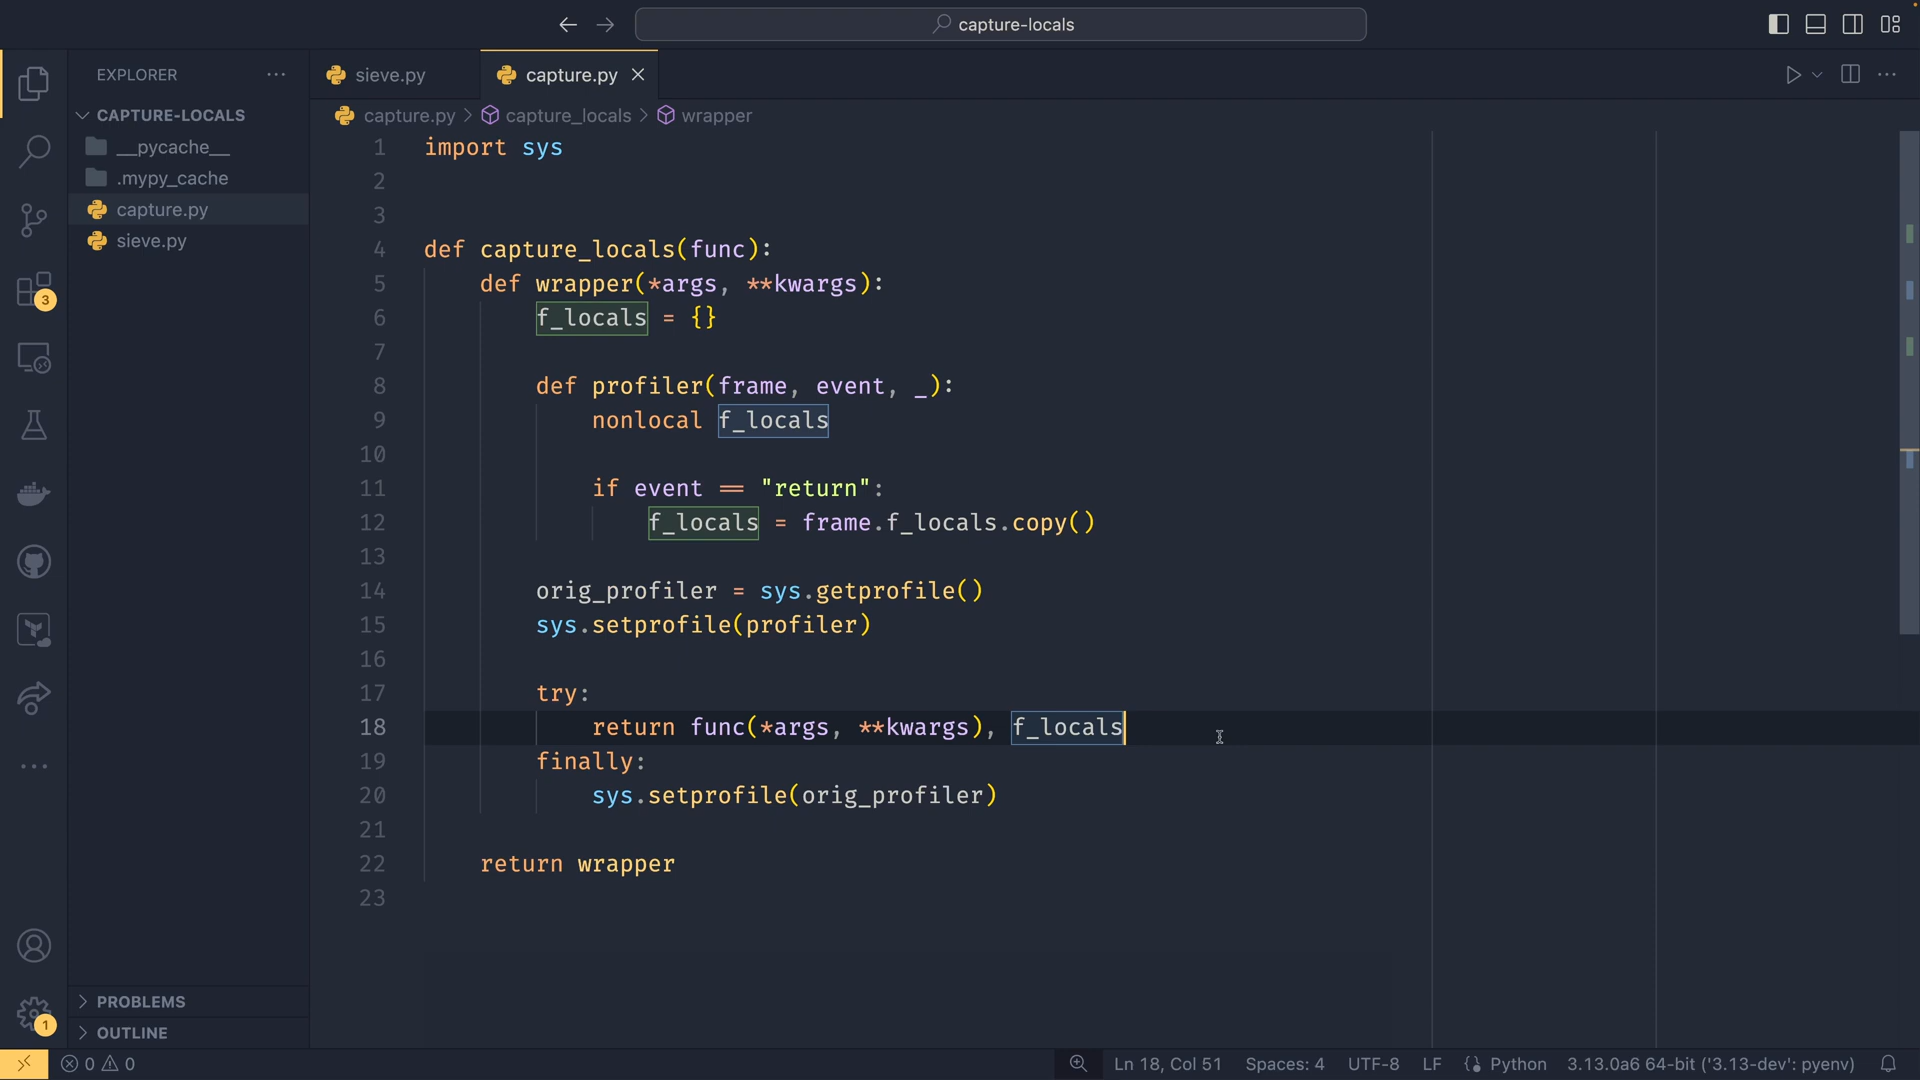 capture-locals
EXPLORER
CAPTURE-LOCALS
__pycache__
.mypy_cache
capture.py
sieve.py
3
1
PROBLEMS
OUTLINE
sieve.py
capture.py
capture.py > capture_locals > wrapper
1 import sys
2
3
4 def capture_locals(func):
5 def wrapper(*args, **kwargs):
6 f_locals = {}
7
8 def profiler(frame, event, _):
9 nonlocal f_locals
10
11 if event == "return":
12 f_locals = frame.f_locals.copy()
13
14 orig_profiler = sys.getprofile()
15 sys.setprofile(profiler)
16
17 try:
18 return func(*args, **kwargs), f_locals
19 finally:
20 sys.setprofile(orig_profiler)
21
22 return wrapper
23
0 0 Ln 18, Col 51 Spaces: 4 UTF-8 LF Python 3.13.0a6 64-bit ('3.13-dev': pyenv)